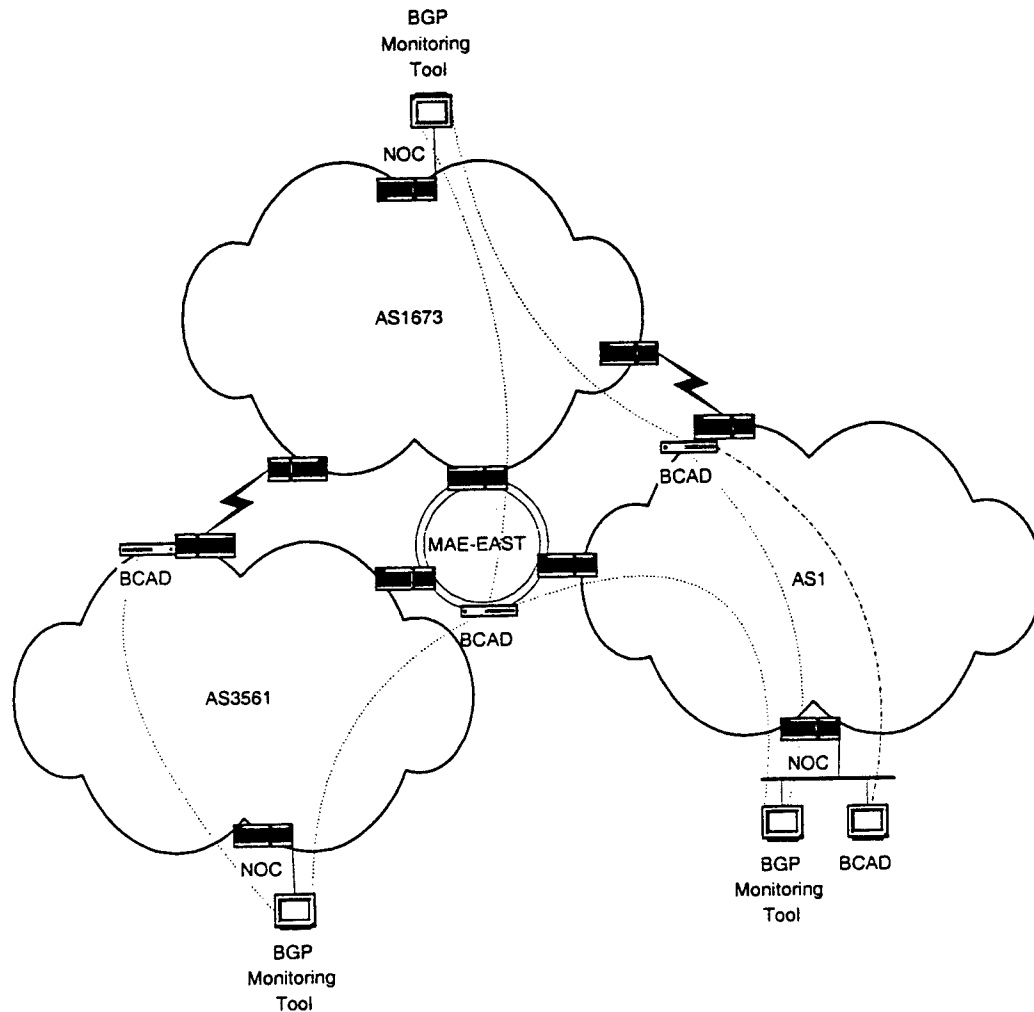 BGP
Monitoring
Tool
NOC
AS1673
BCAD
MAE-EAST
BCAD
AS1
BCAD
AS3561
NOC
BGP
Monitoring
Tool
BCAD
NOC
BGP
Monitoring
Tool